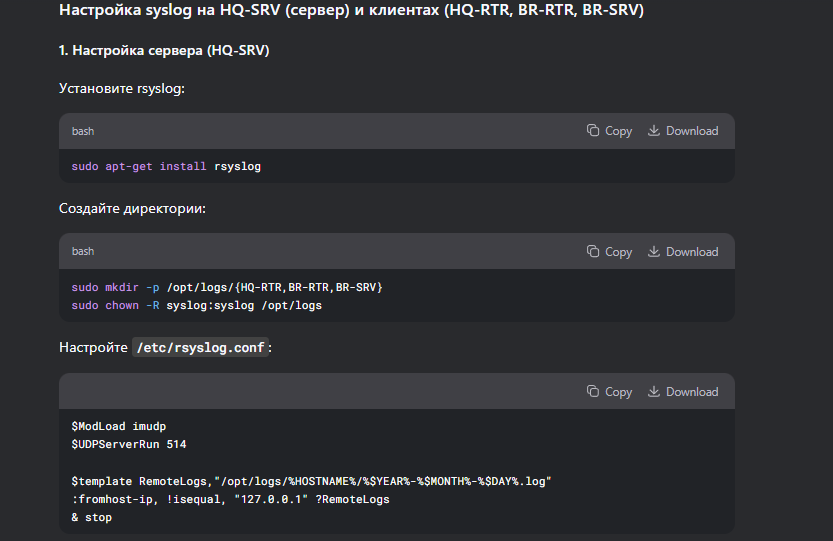 Настройка syslog на HQ-SRV (сервер) и клиентах (HQ-RTR, BR-RTR, BR-SRV)
1. Настройка сервера (HQ-SRV)
Установите rsyslog:
bash Copy Download
sudo apt-get install rsyslog
Создайте директории:
bash Copy Download
sudo mkdir -p /opt/logs/{HQ-RTR,BR-RTR,BR-SRV}
sudo chown -R syslog:syslog /opt/logs
Настройте /etc/rsyslog.conf:
Copy Download
$ModLoad imudp
$UDPServerRun 514
$template RemoteLogs,"/opt/logs/%HOSTNAME%/%$YEAR%-%$MONTH%-%$DAY%.log"
:fromhost-ip, !isequal, "127.0.0.1" ?RemoteLogs
& stop